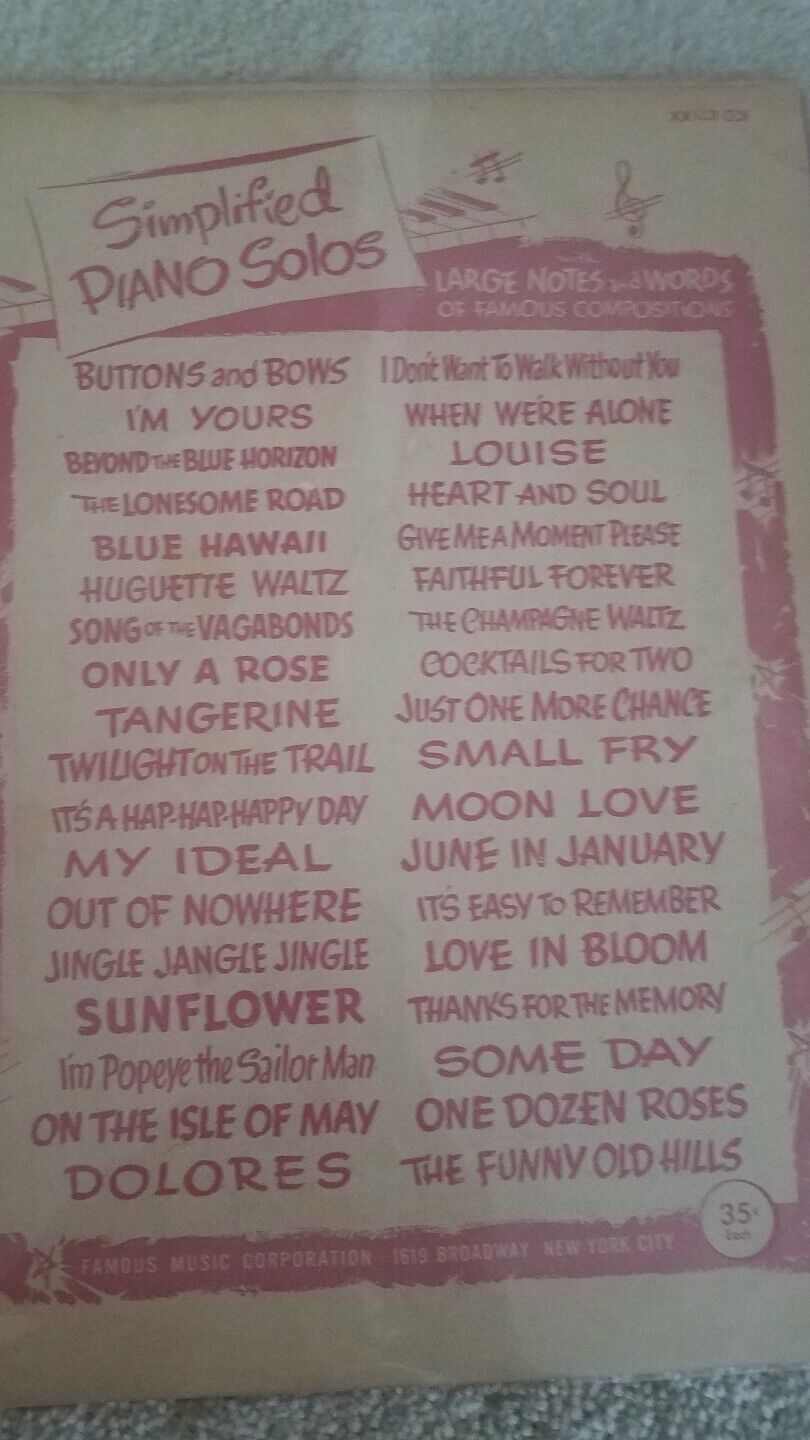 Simplified
PIANO Solos
with
LARGE NOTES and WORDS
OF FAMOUS COMPOSITIONS
BUTTONS and BOWS
I'M YOURS
BEYOND THE BLUE HORIZON
THE LONESOME ROAD
BLUE HAWAII
HUGUETTE WALTZ
SONG OF THE VAGABONDS
ONLY A ROSE
TANGERINE
TWILIGHT ON THE TRAIL
IT'S A HAP-HAP-HAPPY DAY
MY IDEAL
OUT OF NOWHERE
JINGLE JANGLE JINGLE
SUNFLOWER
I'm Popeye the Sailor Man
ON THE ISLE OF MAY
DOLORES
I Don't Want To Walk Without You
WHEN WE'RE ALONE
LOUISE
HEART AND SOUL
GIVE ME A MOMENT PLEASE
FAITHFUL FOREVER
THE CHAMPAGNE WALTZ
COCKTAILS FOR TWO
JUST ONE MORE CHANCE
SMALL FRY
MOON LOVE
JUNE IN JANUARY
IT'S EASY TO REMEMBER
LOVE IN BLOOM
THANKS FOR THE MEMORY
SOME DAY
ONE DOZEN ROSES
THE FUNNY OLD HILLS
35¢
Each
FAMOUS MUSIC CORPORATION 1619 BROADWAY NEW YORK CITY